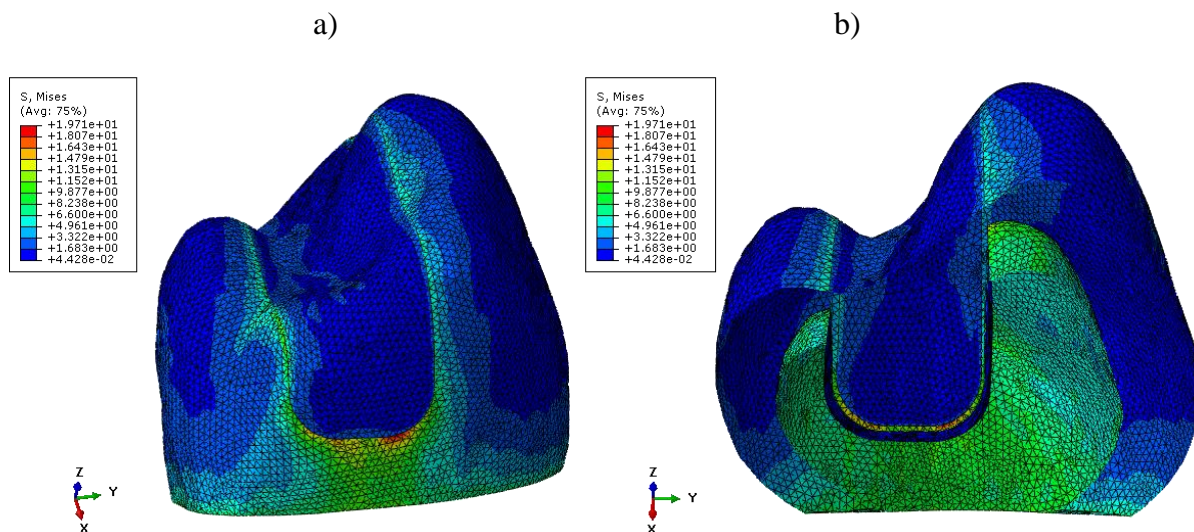 a)
b)
S, Mises
(Avg: 75%)
+1.971e+01
+1.807e+01
+1.643e+01
+1.479e+01
+1.315e+01
+1.152e+01
+9.877e+00
+8.238e+00
+6.600e+00
+4.961e+00
+3.322e+00
+1.683e+00
+4.428e-02
Z
Y
X
S, Mises
(Avg: 75%)
+1.971e+01
+1.807e+01
+1.643e+01
+1.479e+01
+1.315e+01
+1.152e+01
+9.877e+00
+8.238e+00
+6.600e+00
+4.961e+00
+3.322e+00
+1.683e+00
+4.428e-02
Z
Y
X